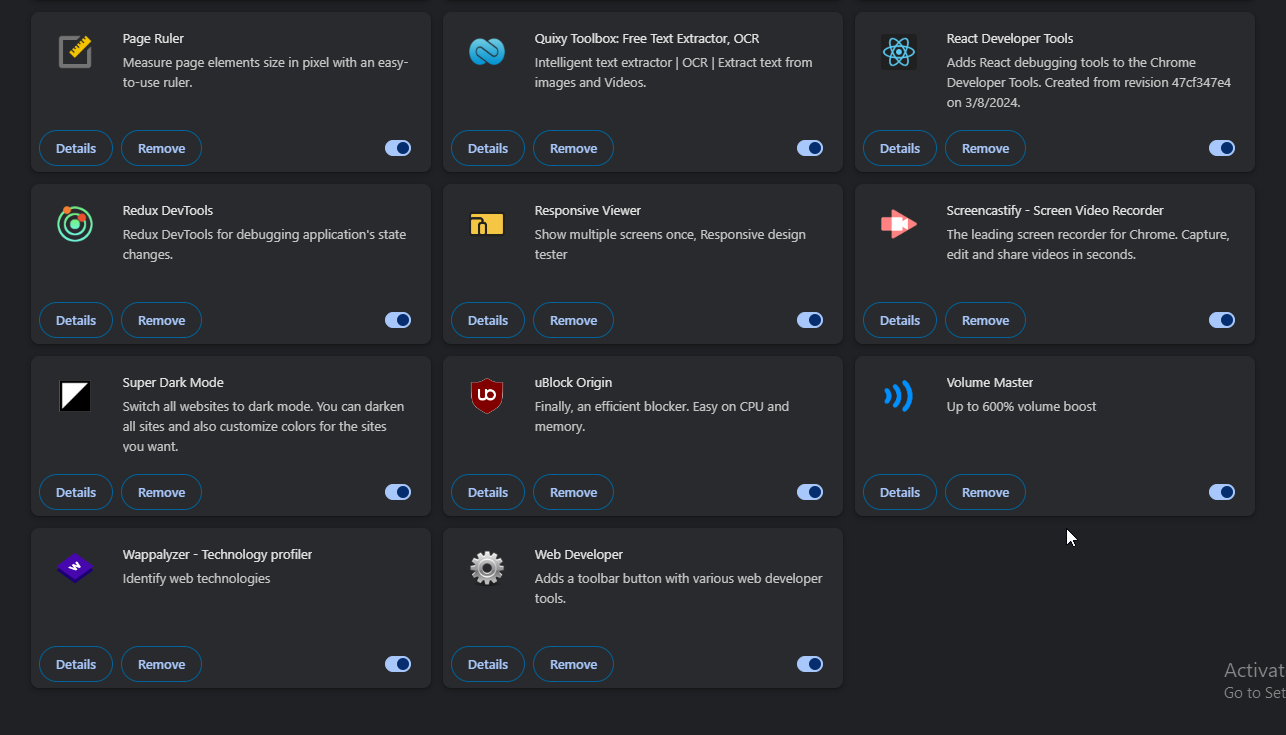 Page Ruler
Measure page elements size in pixel with an easy-
to-use ruler.
Details
Remove
Quixy Toolbox: Free Text Extractor, OCR
Intelligent text extractor | OCR | Extract text from
images and Videos.
Details
Remove
React Developer Tools
Adds React debugging tools to the Chrome
Developer Tools. Created from revision 47cf347e4
on 3/8/2024.
Details
Remove
Redux DevTools
Redux DevTools for debugging application's state
changes.
Details
Remove
Responsive Viewer
Show multiple screens once, Responsive design
tester
Details
Remove
Screencastify - Screen Video Recorder
The leading screen recorder for Chrome. Capture,
edit and share videos in seconds.
Details
Remove
Super Dark Mode
Switch all websites to dark mode. You can darken
all sites and also customize colors for the sites
you want.
Details
Remove
uBlock Origin
Finally, an efficient blocker. Easy on CPU and
memory.
Details
Remove
Volume Master
Up to 600% volume boost
Details
Remove
Wappalyzer - Technology profiler
Identify web technologies
Details
Remove
Web Developer
Adds a toolbar button with various web developer
tools.
Details
Remove
Activat
Go to Set